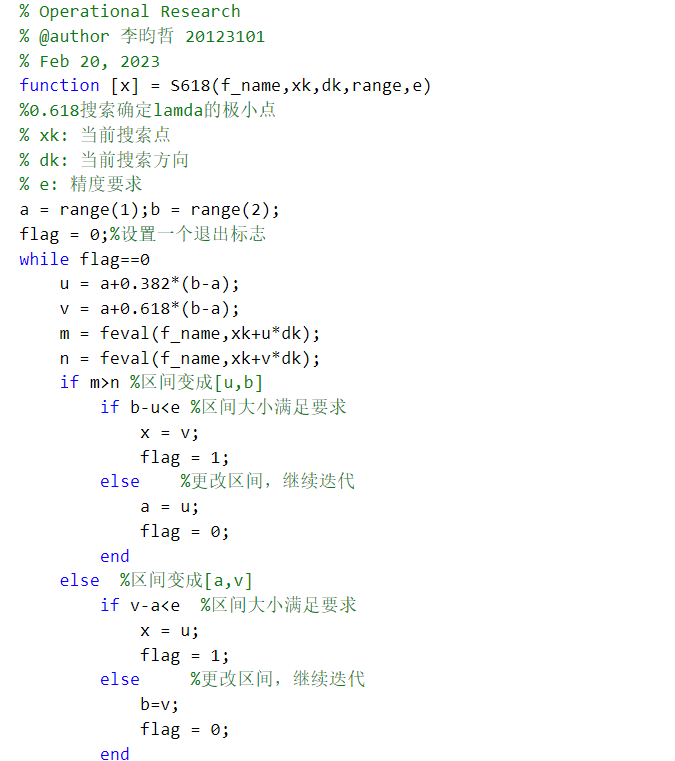 % Operational Research
% @author 李昀哲 20123101
% Feb 20, 2023
function [x] = S618(f_name,xk,dk,range,e)
%0.618搜索确定lamda的极小点
% xk: 当前搜索点
% dk: 当前搜索方向
% e: 精度要求
a = range(1);b = range(2);
flag = 0;%设置一个退出标志
while flag==0
    u = a+0.382*(b-a);
    v = a+0.618*(b-a);
    m = feval(f_name,xk+u*dk);
    n = feval(f_name,xk+v*dk);
    if m>n %区间变成[u,b]
        if b-u<e %区间大小满足要求
            x = v;
            flag = 1;
        else    %更改区间，继续迭代
            a = u;
            flag = 0;
        end
    else  %区间变成[a,v]
        if v-a<e  %区间大小满足要求
            x = u;
            flag = 1;
        else     %更改区间，继续迭代
            b=v;
            flag = 0;
        end